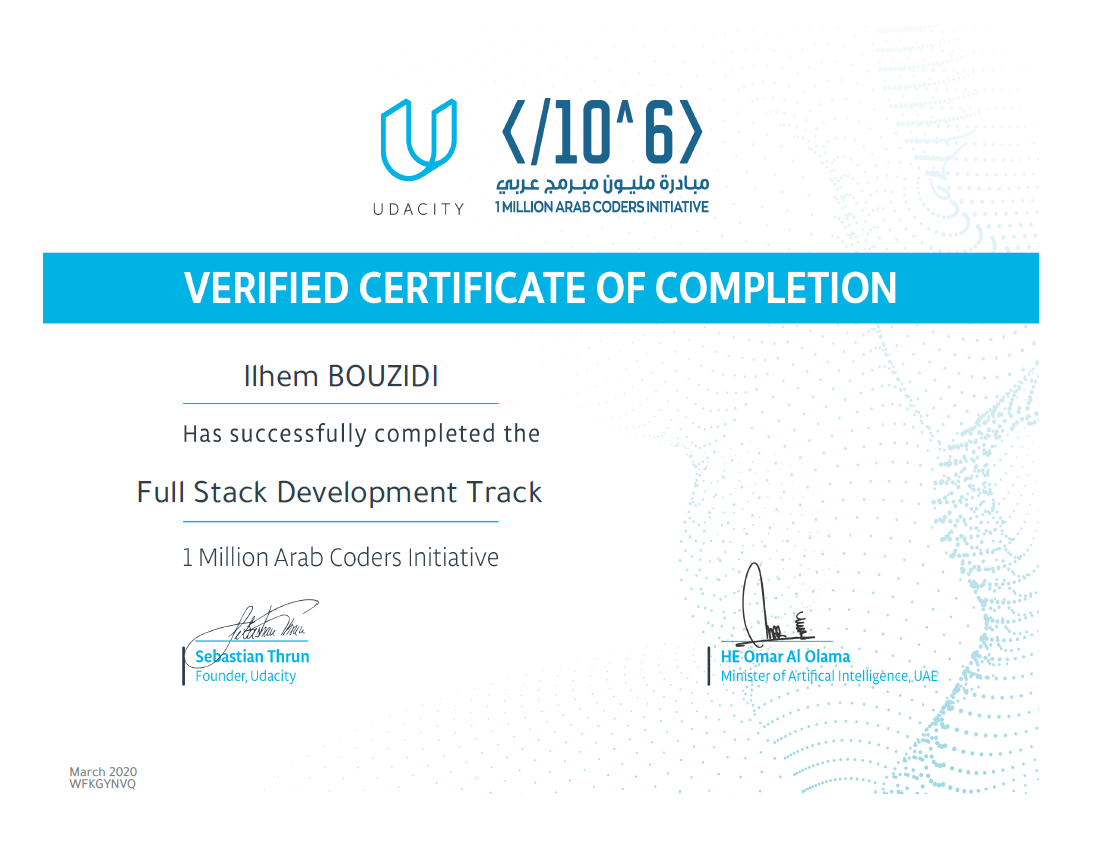 UDACITY
</10^6>
مبادرة مليون مبرمج عربي
1 MILLION ARAB CODERS INITIATIVE
VERIFIED CERTIFICATE OF COMPLETION
Ilhem BOUZIDI
Has successfully completed the
Full Stack Development Track
1 Million Arab Coders Initiative
Sebastian Thrun
Sebastian Thrun
Founder, Udacity
HE Omar Al Olama
Minister of Artifical Intelligence, UAE
March 2020
WFKGYNVQ